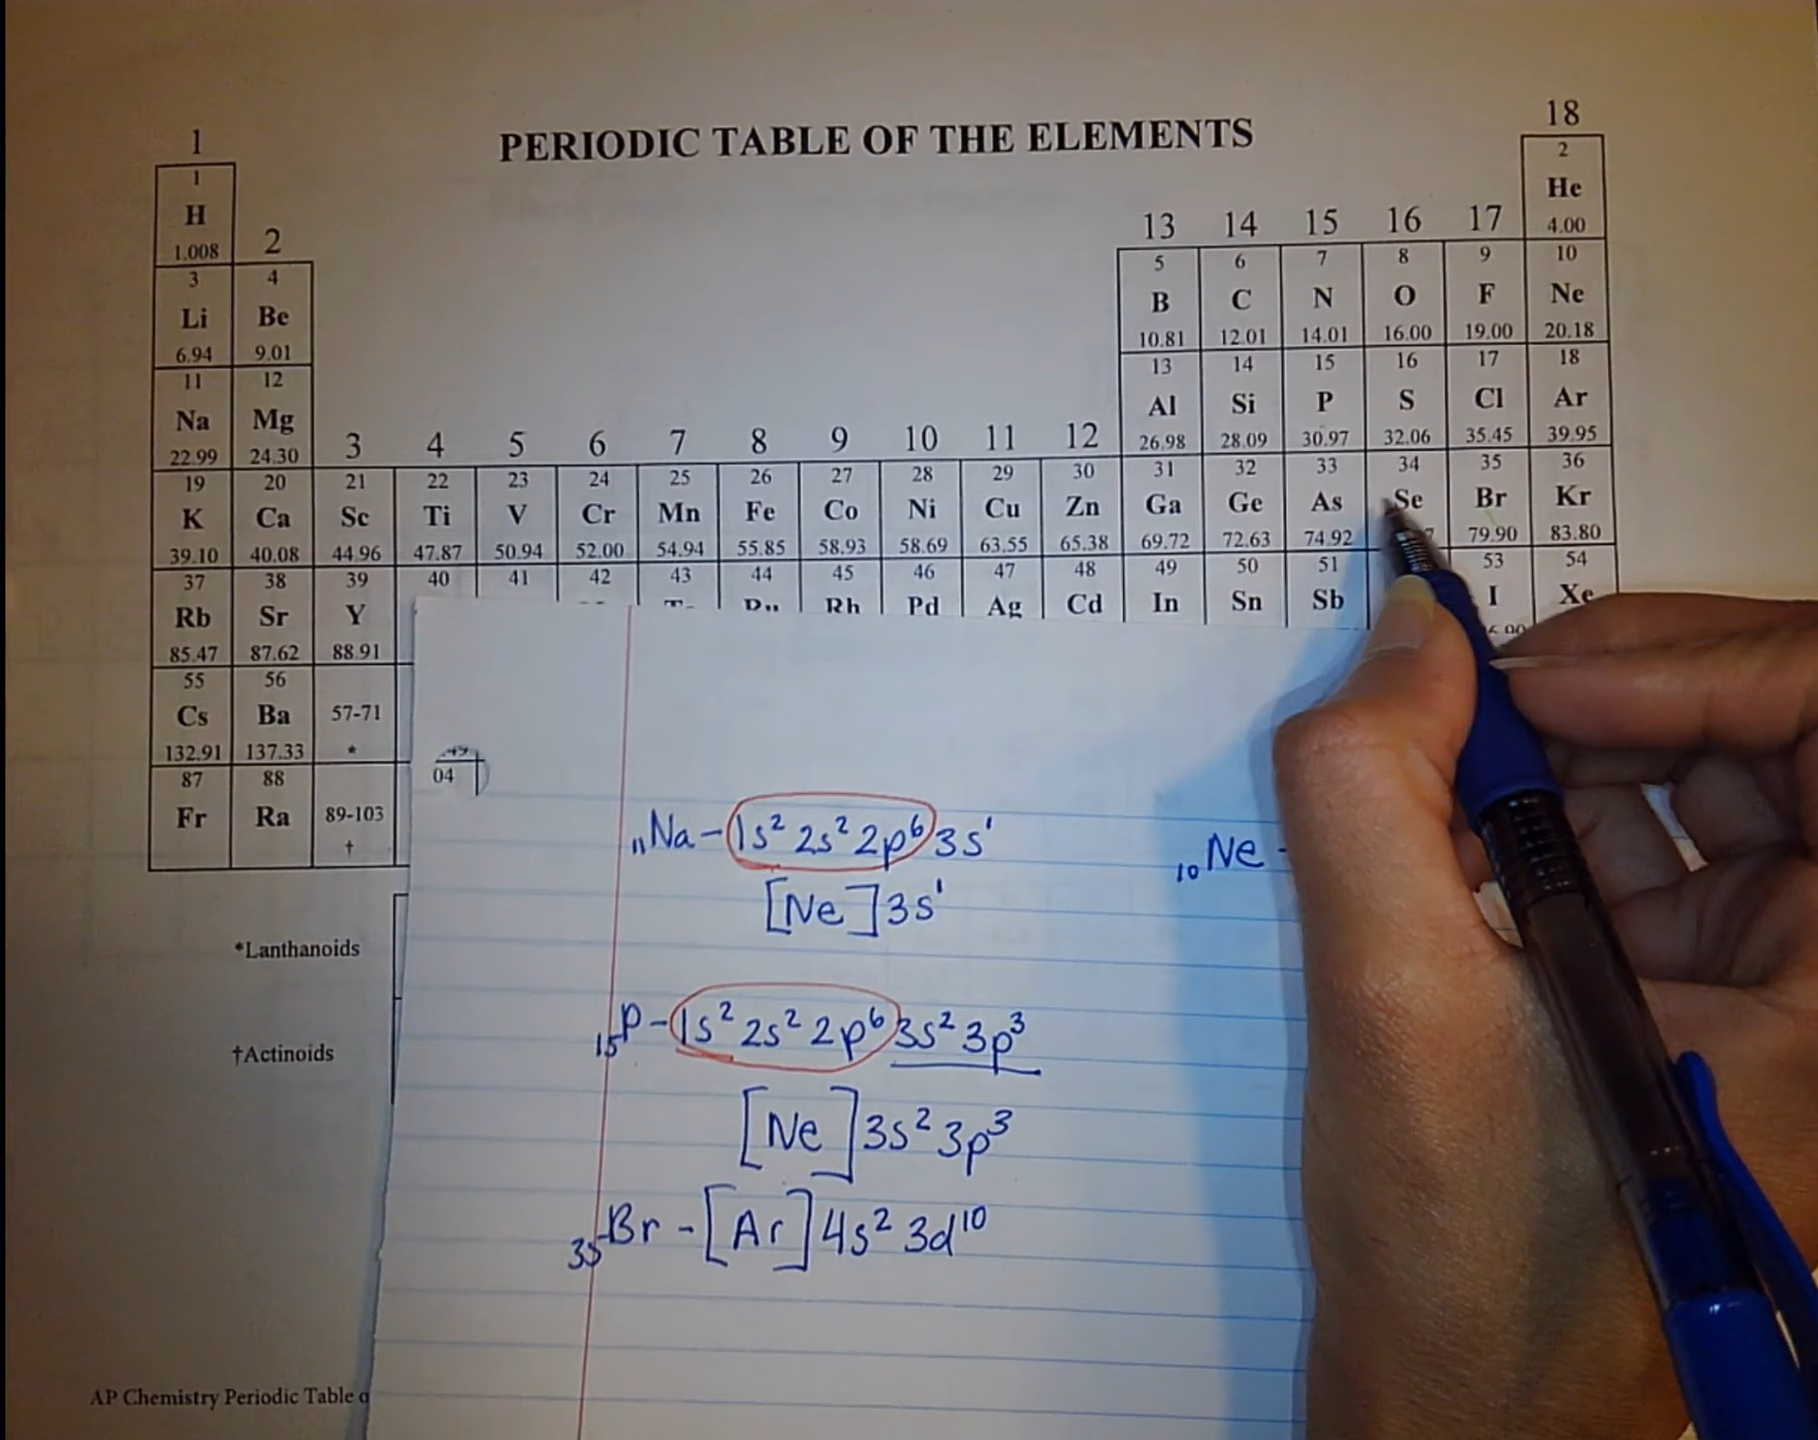 18
1 PERIODIC TABLE OF THE ELEMENTS 2
1 He
H 13 14 15 16 17 4.00
1.008 2 5 6 7 8 9 10
3 4 B C N O F Ne
Li Be 10.81 12.01 14.01 16.00 19.00 20.18
6.94 9.01 13 14 15 16 17 18
11 12 Al Si P S Cl Ar
Na Mg 3 4 5 6 7 8 9 10 11 12 26.98 28.09 30.97 32.06 35.45 39.95
22.99 24.30
19 20 21 22 23 24 25 26 27 28 29 30 31 32 33 34 35 36
K Ca Sc Ti V Cr Mn Fe Co Ni Cu Zn Ga Ge As Se Br Kr
39.10 40.08 44.96 47.87 50.94 52.00 54.94 55.85 58.93 58.69 63.55 65.38 69.72 72.63 74.92 79.90 83.80
37 38 39 40 41 42 43 44 45 46 47 48 49 50 51 53 54
Rb Sr Y Rh Pd Ag Cd In Sn Sb I Xe
85.47 87.62 88.91
55 56
Cs Ba 57-71
132.91 137.33 *
87 88
Fr Ra 89-103
†
04
₁₁Na - 1s² 2s² 2p⁶ 3s¹ ₁₀Ne -
[Ne] 3s¹
*Lanthanoids
₁₅P - 1s² 2s² 2p⁶ 3s² 3p³
†Actinoids
[Ne] 3s² 3p³
₃₅Br - [Ar] 4s² 3d¹⁰
AP Chemistry Periodic Table